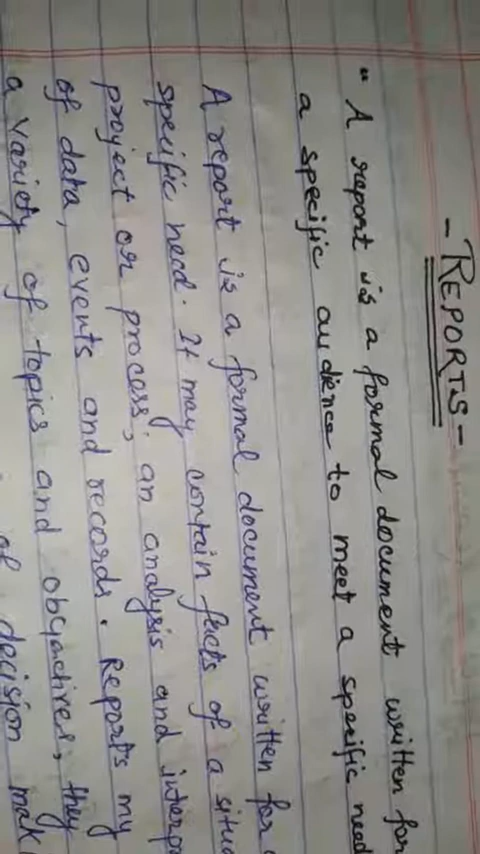 - REPORTS -
" A report is a formal document written for
a specific audience to meet a specific need
A report is a formal document written for
specific need. It may contain facts of a
project or process; an analysis and
of data, events and records. Reports my
a variety of topics and objectives, they
of decision